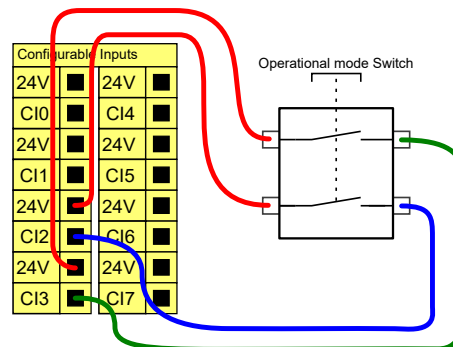 Configurable Inputs
Operational mode Switch
24V 24V
CI0 CI4
24V 24V
CI1 CI5
24V 24V
CI2 CI6
24V 24V
CI3 CI7